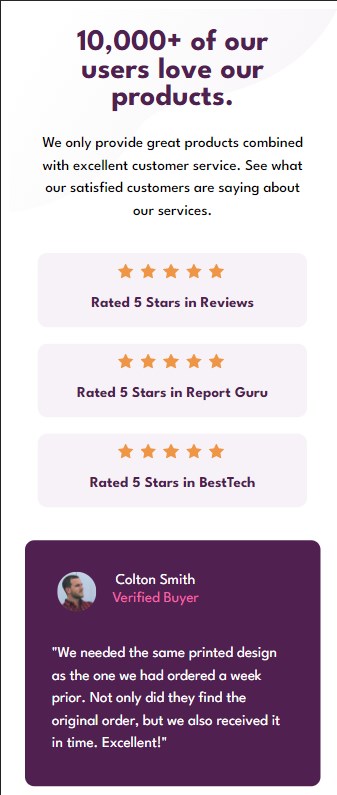 10,000+ of our
users love our
products.
We only provide great products combined
with excellent customer service. See what
our satisfied customers are saying about
our services.
Rated 5 Stars in Reviews
Rated 5 Stars in Report Guru
Rated 5 Stars in BestTech
Colton Smith
Verified Buyer
"We needed the same printed design
as the one we had ordered a week
prior. Not only did they find the
original order, but we also received it
in time. Excellent!"